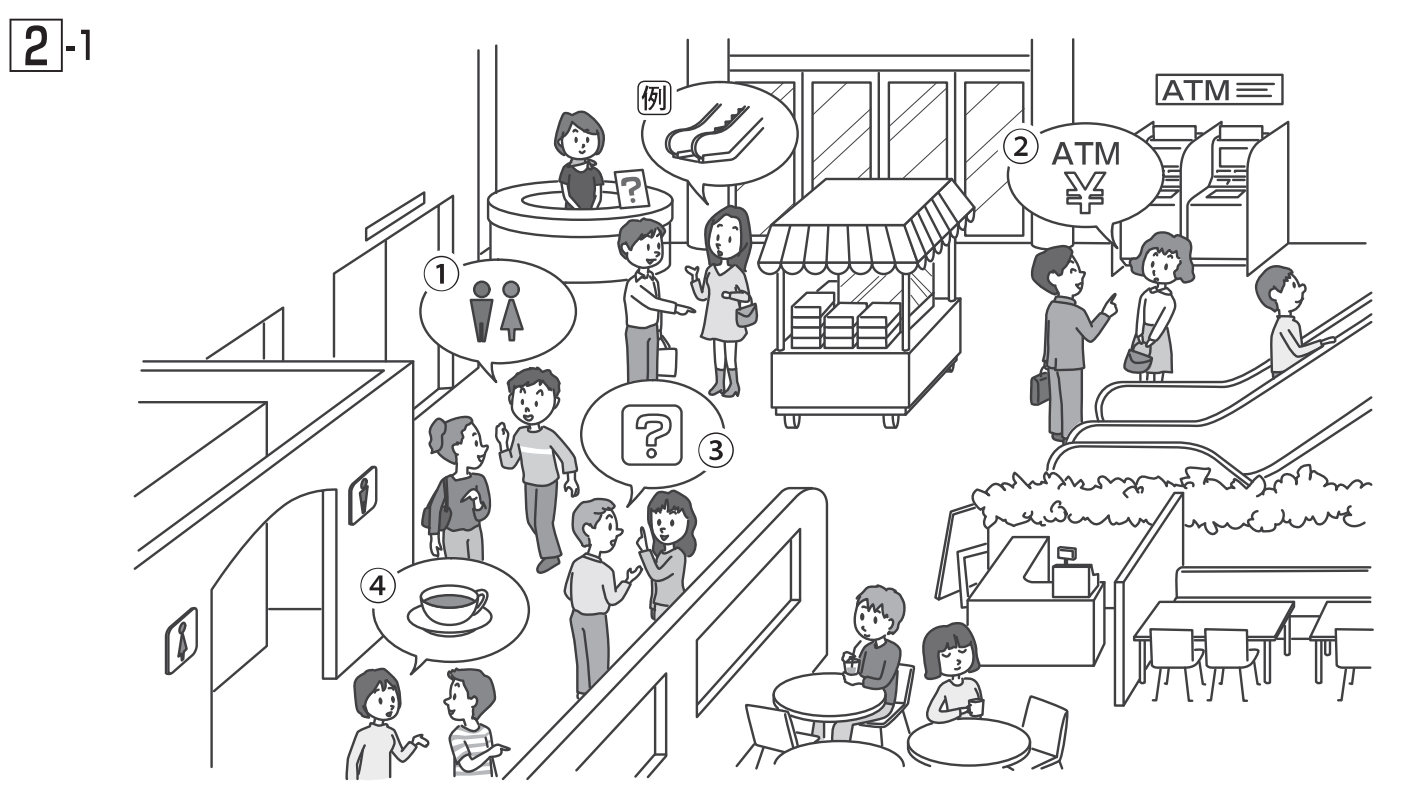 2-1
例
?
ATM
② ATM
¥
①
?
③
④